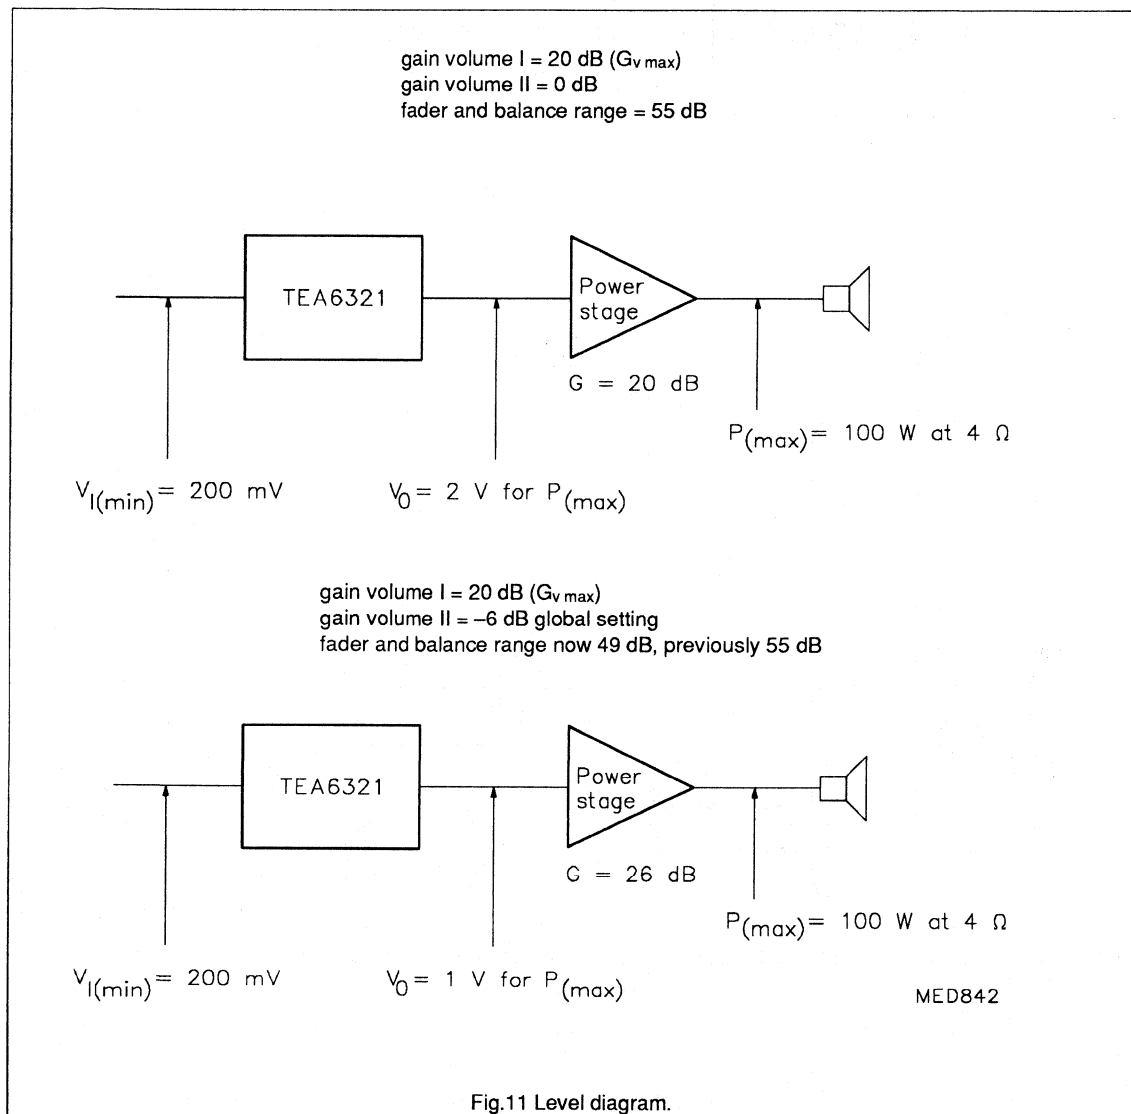 gain volume I = 20 dB (Gv max)
gain volume II = 0 dB
fader and balance range = 55 dB
TEA6321
Power
stage
G = 20 dB
P(max) = 100 W at 4 Ω
VI(min) = 200 mV
VO = 2 V for P(max)
gain volume I = 20 dB (Gv max)
gain volume II = –6 dB global setting
fader and balance range now 49 dB, previously 55 dB
TEA6321
Power
stage
G = 26 dB
P(max) = 100 W at 4 Ω
VI(min) = 200 mV
VO = 1 V for P(max)
MED842
Fig.11 Level diagram.